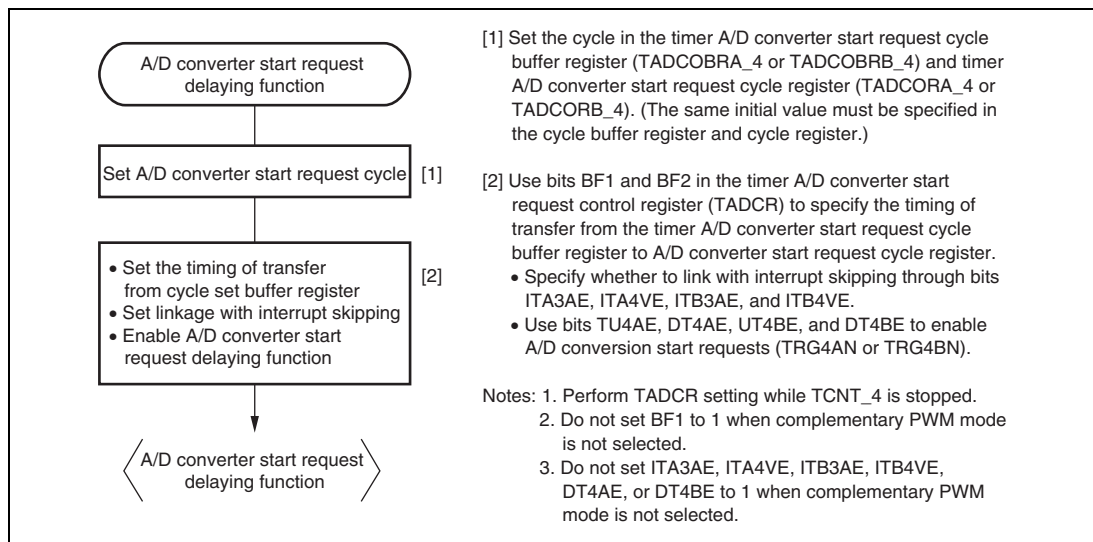 A/D converter start request
delaying function
Set A/D converter start request cycle [1]
• Set the timing of transfer
from cycle set buffer register
• Set linkage with interrupt skipping
• Enable A/D converter start
request delaying function
[2]
A/D converter start request
delaying function
[1] Set the cycle in the timer A/D converter start request cycle
buffer register (TADCOBRA_4 or TADCOBRB_4) and timer
A/D converter start request cycle register (TADCORA_4 or
TADCORB_4). (The same initial value must be specified in
the cycle buffer register and cycle register.)
[2] Use bits BF1 and BF2 in the timer A/D converter start
request control register (TADCR) to specify the timing of
transfer from the timer A/D converter start request cycle
buffer register to A/D converter start request cycle register.
• Specify whether to link with interrupt skipping through bits
ITA3AE, ITA4VE, ITB3AE, and ITB4VE.
• Use bits TU4AE, DT4AE, UT4BE, and DT4BE to enable
A/D conversion start requests (TRG4AN or TRG4BN).
Notes: 1. Perform TADCR setting while TCNT_4 is stopped.
2. Do not set BF1 to 1 when complementary PWM mode
is not selected.
3. Do not set ITA3AE, ITA4VE, ITB3AE, ITB4VE,
DT4AE, or DT4BE to 1 when complementary PWM
mode is not selected.